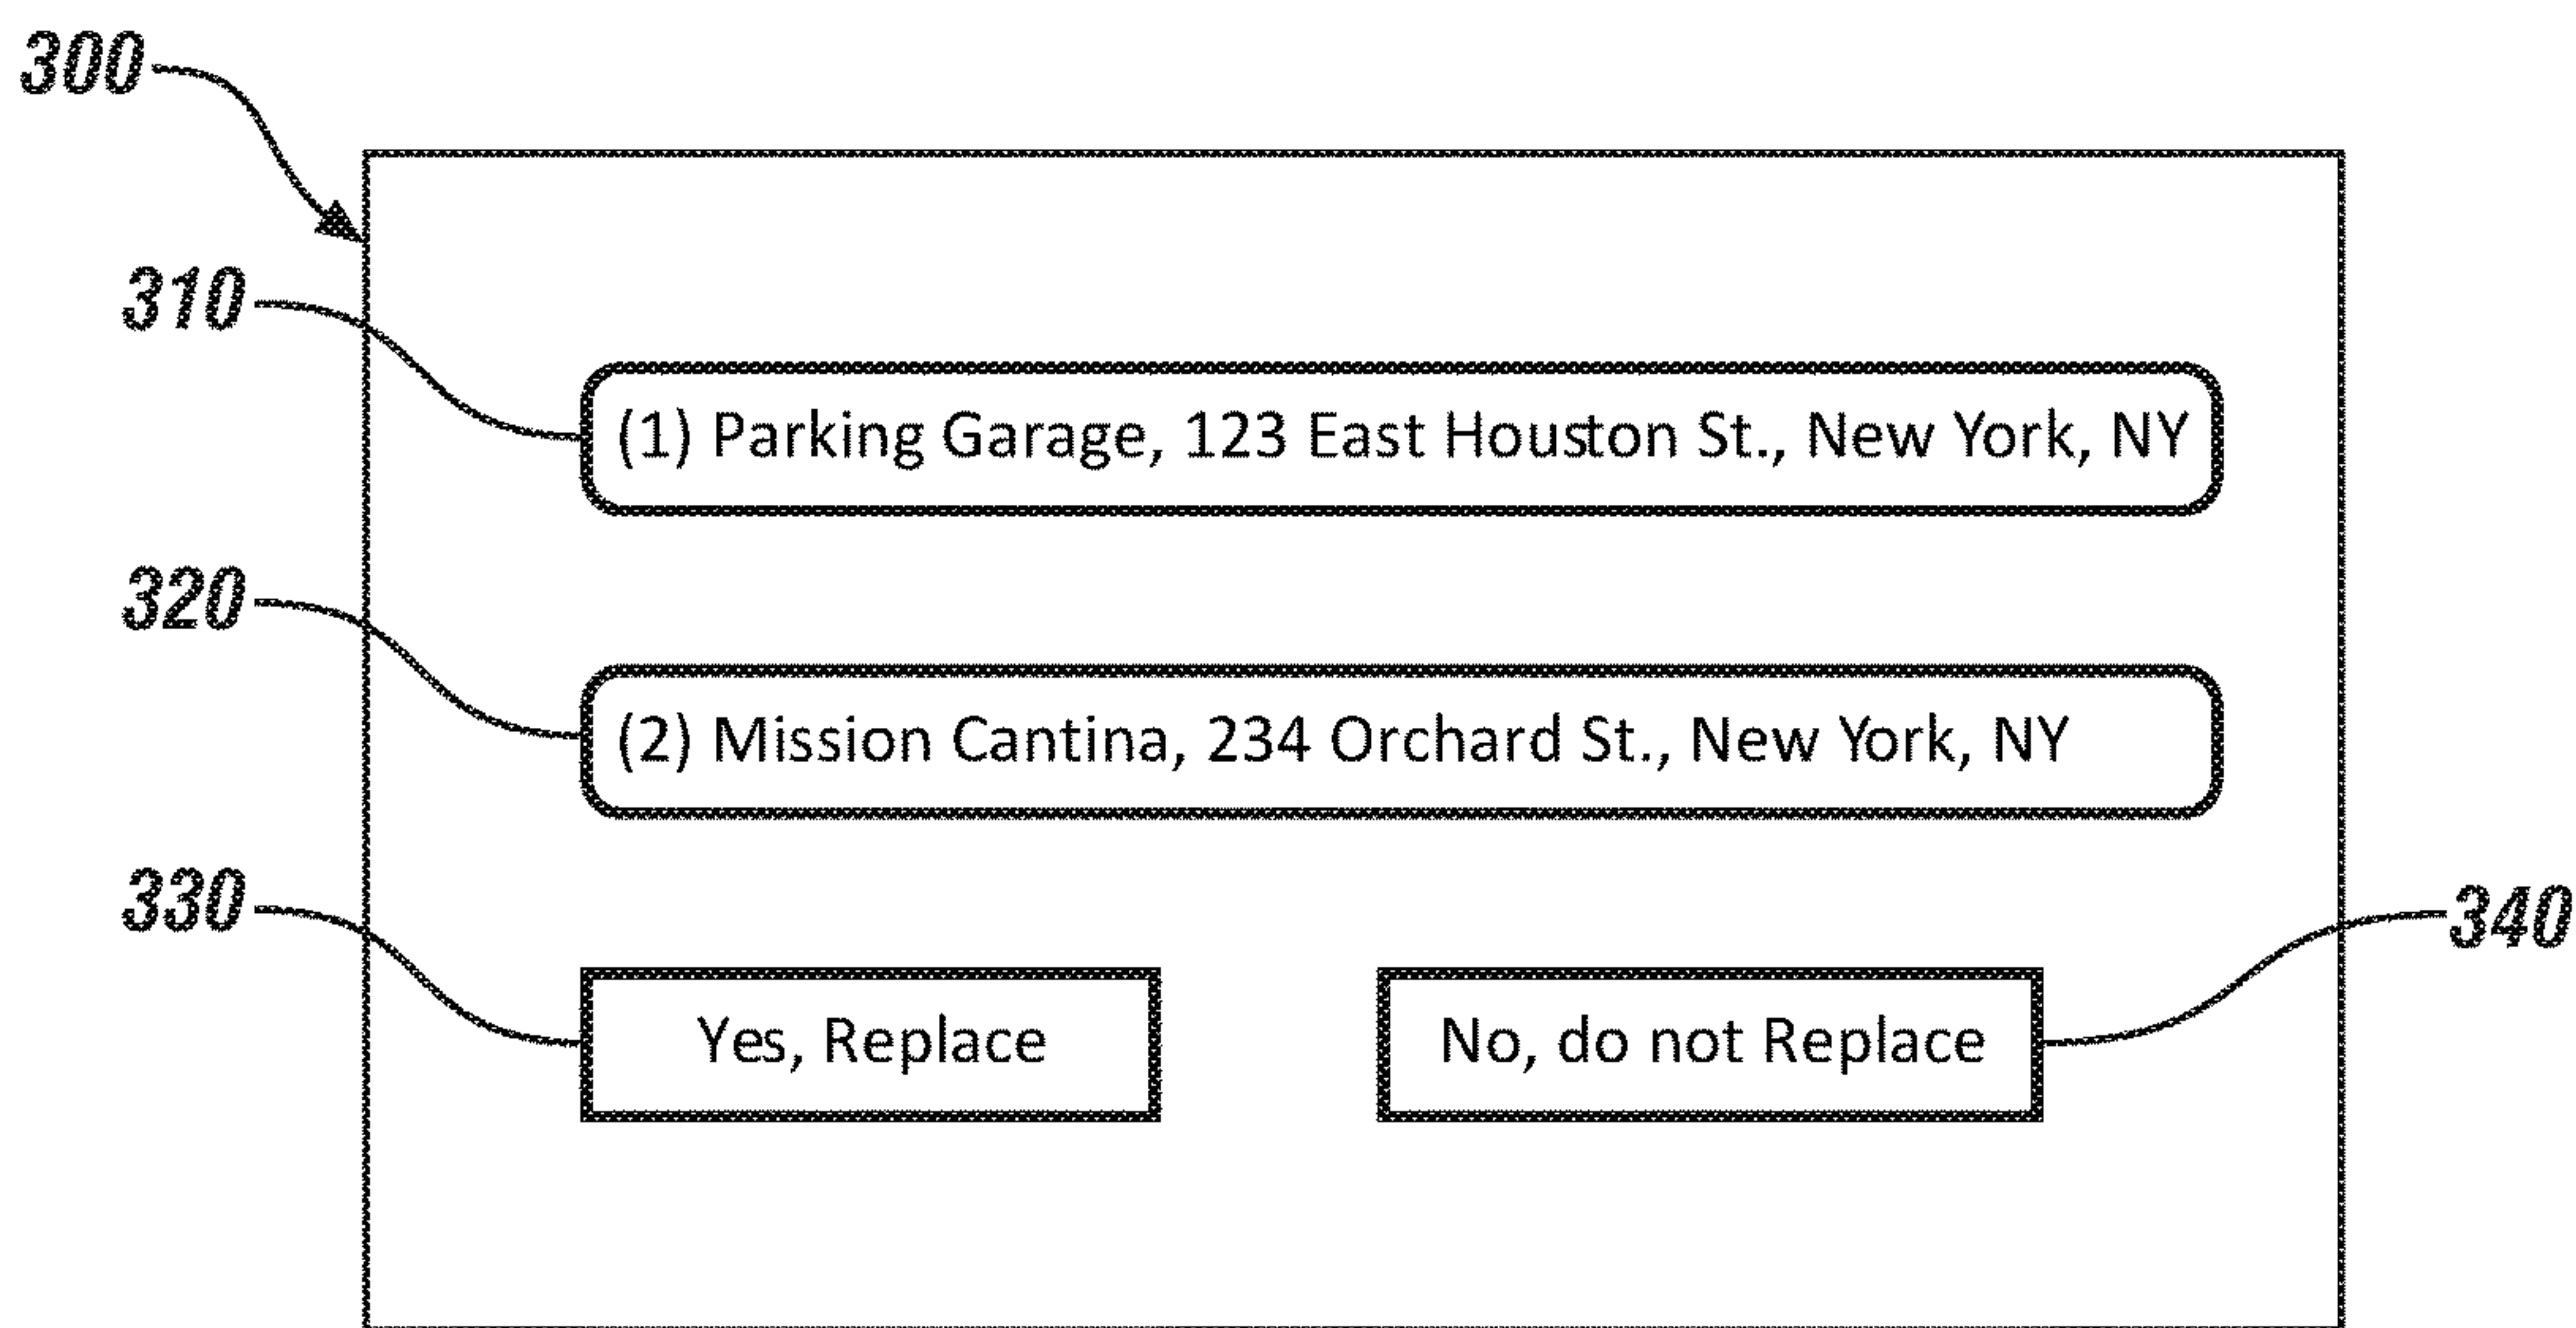 300
310
(1) Parking Garage, 123 East Houston St., New York, NY
320
(2) Mission Cantina, 234 Orchard St., New York, NY
330
340
Yes, Replace
No, do not Replace